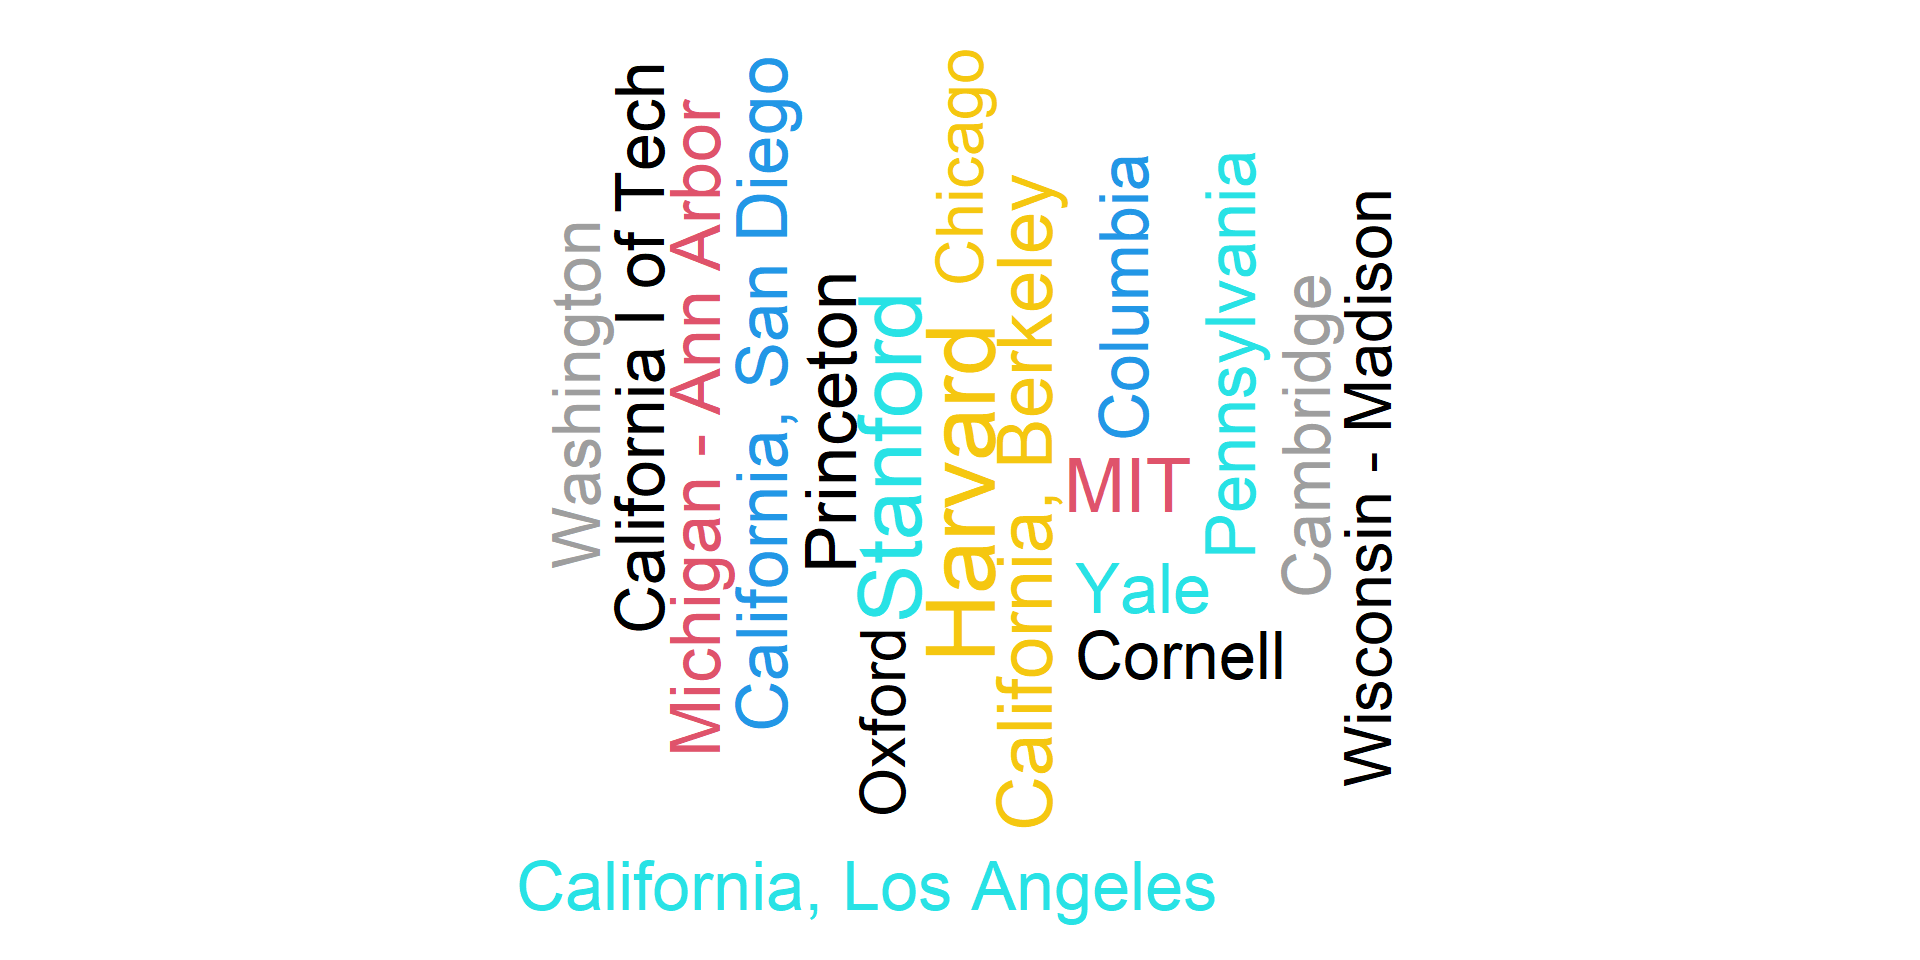 Washington
California I of Tech
Michigan - Ann Arbor
California, San Diego
Princeton
Stanford
Oxford
Harvard
Chicago
California, Berkeley
Columbia
MIT
Yale
Cornell
Pennsylvania
Cambridge
Wisconsin - Madison
California, Los Angeles